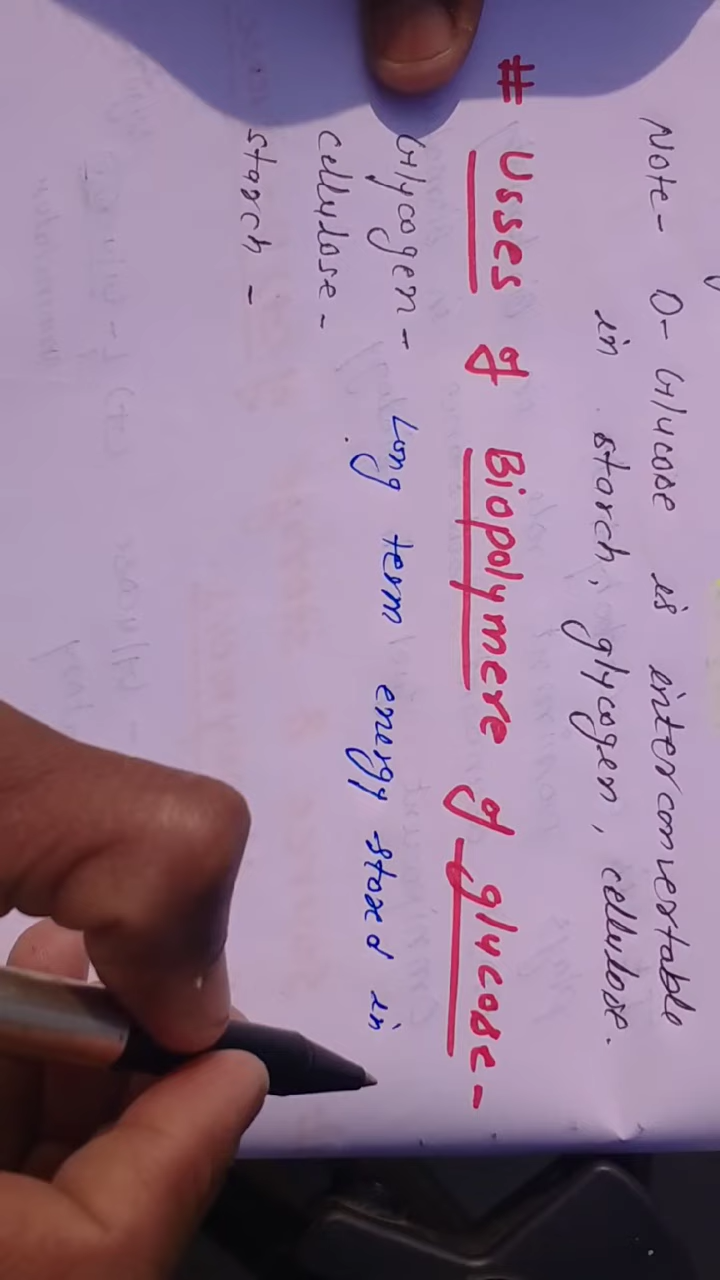 Note- D-Glucose is interconvertable
in starch, glycogen, cellulose.
# Usses of Biopolymere of glycose-
Glycogen - Long term energy stored in
cellulose-
starch -